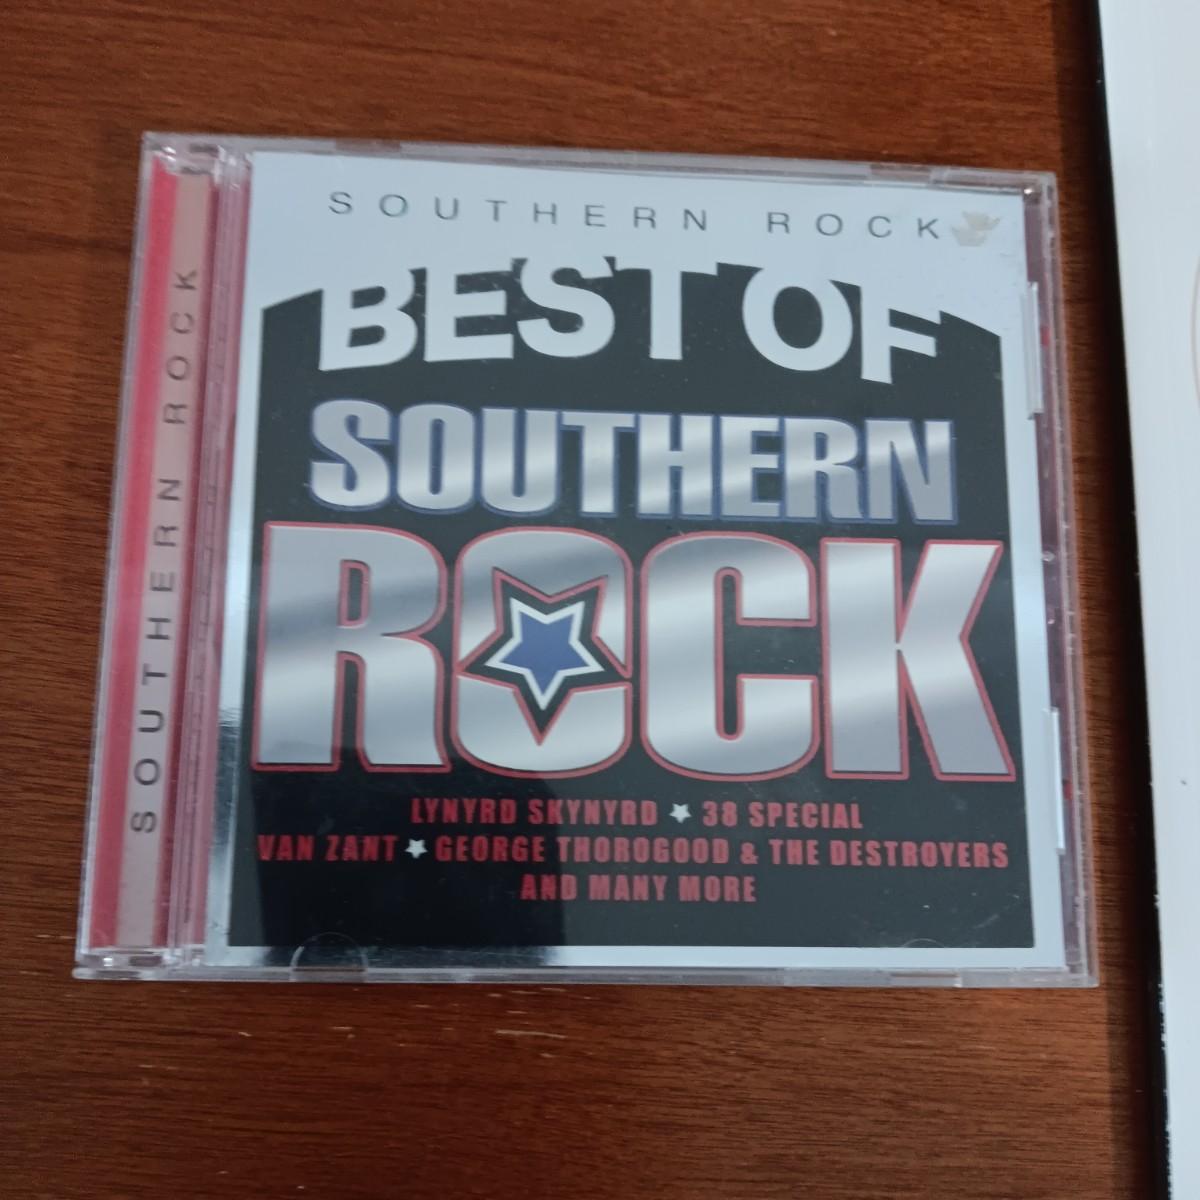 SOUTHERN ROCK
SOUTHERN ROCK
BEST OF
SOUTHERN
ROCK
LYNYRD SKYNYRD ★ 38 SPECIAL
VAN ZANT ★ GEORGE THOROGOOD & THE DESTROYERS
AND MANY MORE